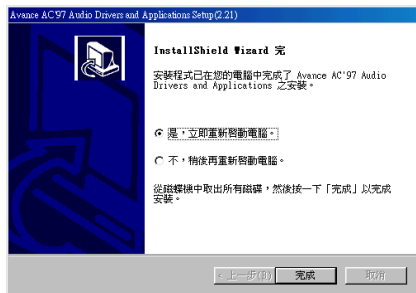 Avance AC'97 Audio Drivers and Applications Setup(2.21)
InstallShield Wizard 完
安裝程式已在您的電腦中完成了 Avance AC'97 Audio
Drivers and Applications 之安裝。
是，立即重新啓動電腦。
不，稍後再重新啓動電腦。
從磁碟機中取出所有磁碟，然後按一下「完成」以完成
安裝。
< 上一步(B) 完成 取消